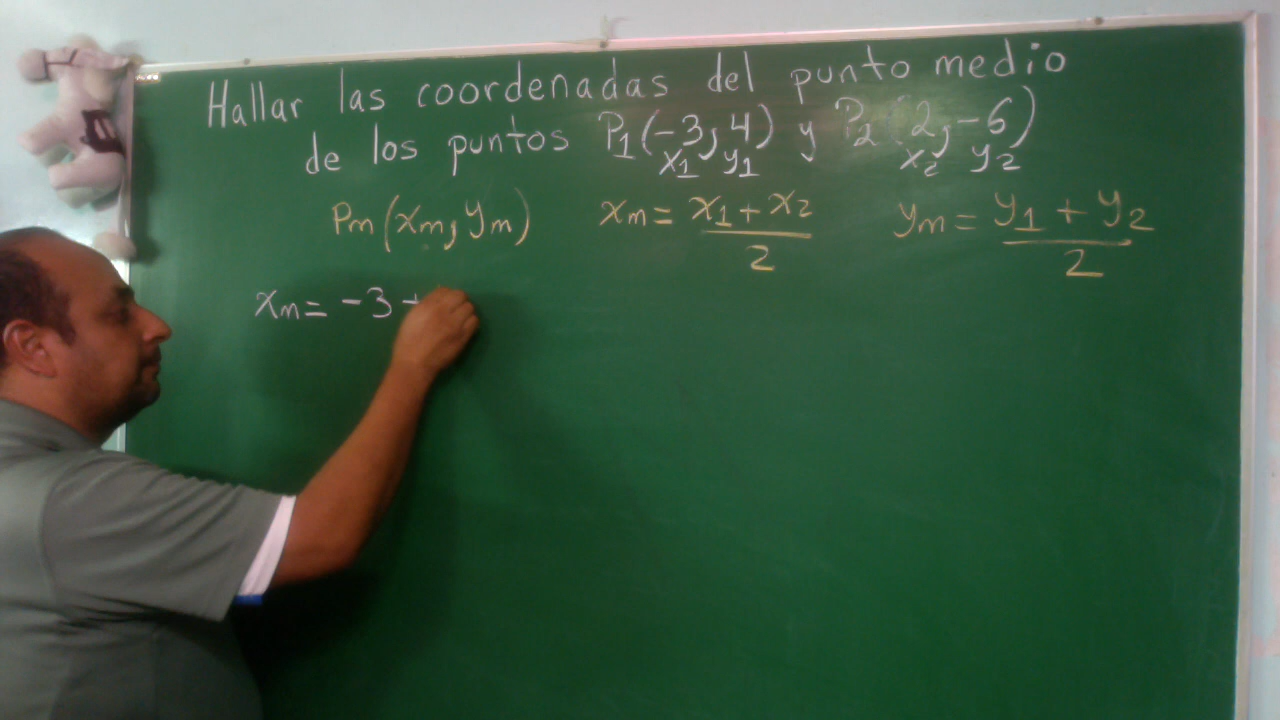 Hallar las coordenadas del punto medio
de los puntos P₁(-3, 4) y P₂(2, -6)
x₁ y₁ x₂ y₂
Pm(xm, ym) xm = x₁ + x₂ / 2 ym = y₁ + y₂ / 2
xm = -3 +